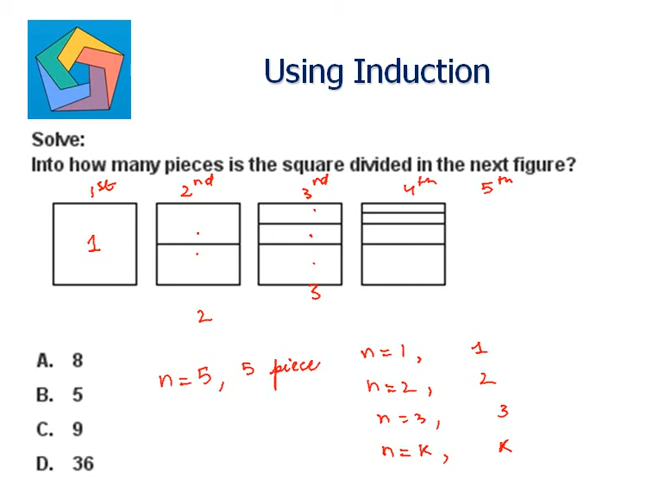 Using Induction
Solve:
Into how many pieces is the square divided in the next figure?
1st 2nd 3rd 4th 5th
1
2
3
A. 8
B. 5
C. 9
D. 36
n = 5, 5 piece
n = 1, 1
n = 2, 2
n = 3, 3
n = K, K